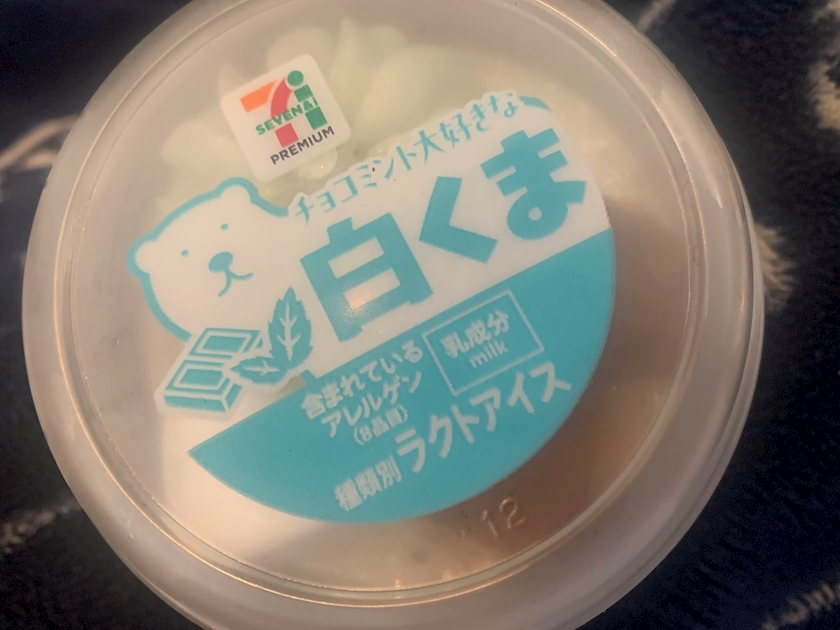 SEVEN&i
PREMIUM
チョコミント大好きな
白くま
含まれている
アレルゲン
(8品目)
乳成分
milk
種類別 ラクトアイス
12